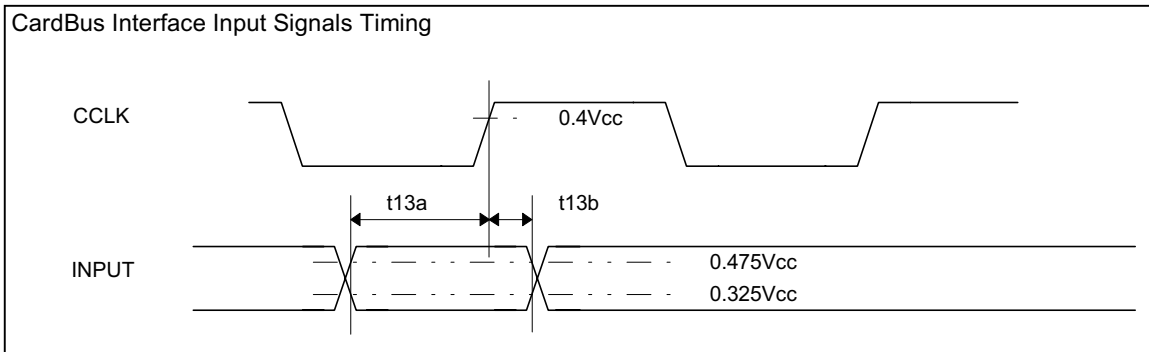 CardBus Interface Input Signals Timing
CCLK
0.4Vcc
t13a
t13b
INPUT
0.475Vcc
0.325Vcc